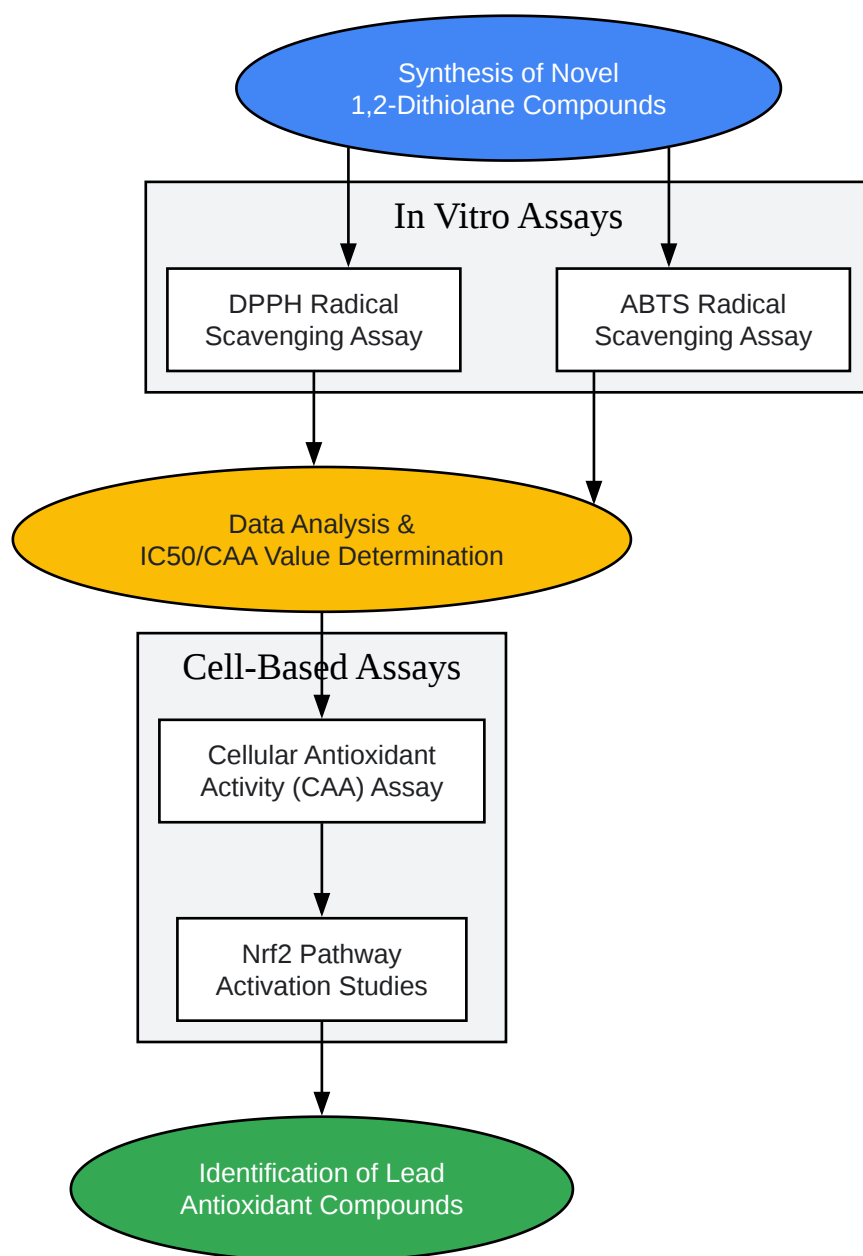 Synthesis of Novel
1,2-Dithiolane Compounds
In Vitro Assays
DPPH Radical
Scavenging Assay
ABTS Radical
Scavenging Assay
Data Analysis &
IC50/CAA Value Determination
Cell-Based Assays
Cellular Antioxidant
Activity (CAA) Assay
Nrf2 Pathway
Activation Studies
Identification of Lead
Antioxidant Compounds